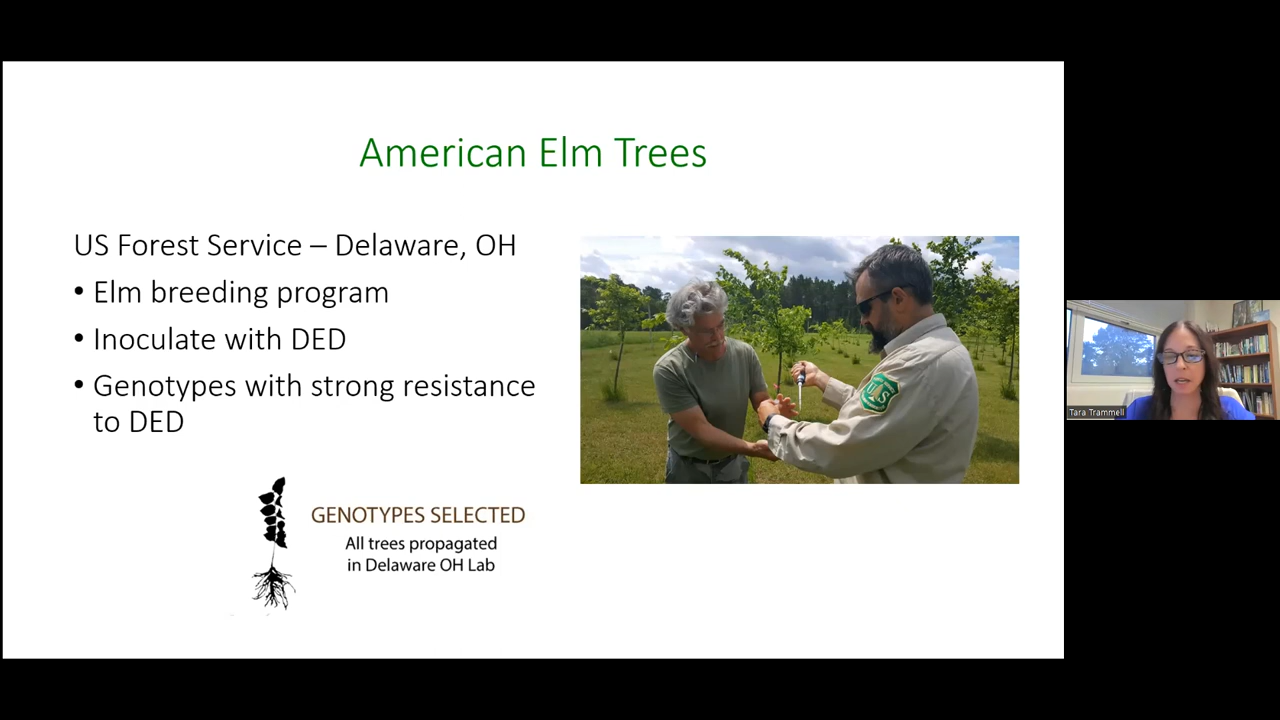 American Elm Trees
US Forest Service – Delaware, OH
• Elm breeding program
• Inoculate with DED
• Genotypes with strong resistance
to DED
GENOTYPES SELECTED
All trees propagated
in Delaware OH Lab
Tara Trammell